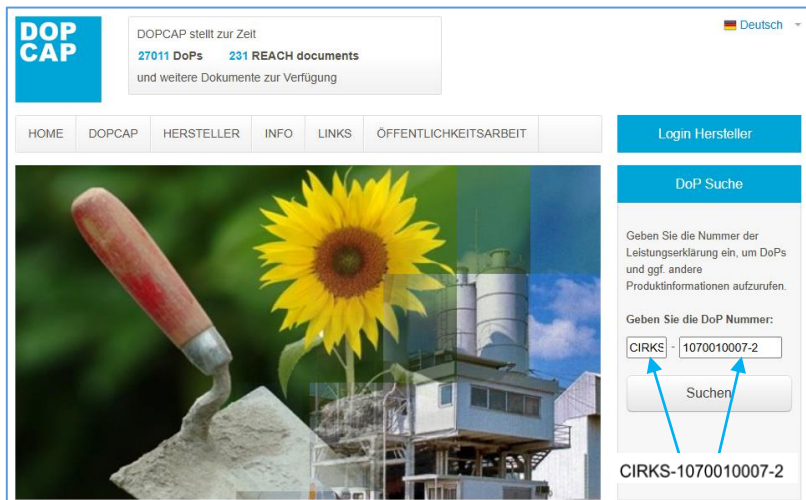 DOP
CAP
DOPCAP stellt zur Zeit
27011 DoPs 231 REACH documents
und weitere Dokumente zur Verfügung
Deutsch
HOME DOPCAP HERSTELLER INFO LINKS ÖFFENTLICHKEITSARBEIT
Login Hersteller
DoP Suche
Geben Sie die Nummer der
Leistungserklärung ein, um DoPs
und ggf. andere
Produktinformationen aufzurufen.
Geben Sie die DoP Nummer:
CIRKS - 1070010007-2
Suchen
CIRKS-1070010007-2